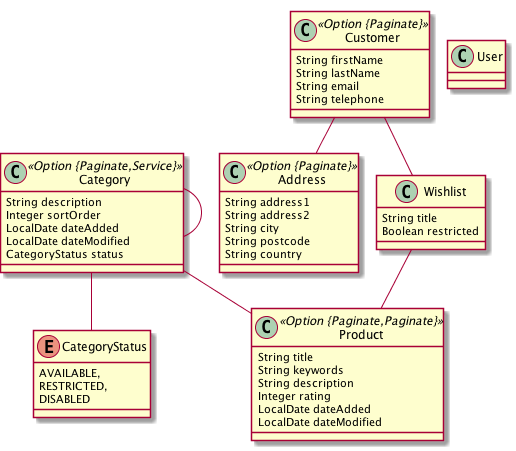 C «Option {Paginate}»
Customer
String firstName
String lastName
String email
String telephone
C User
C «Option {Paginate,Service}»
Category
String description
Integer sortOrder
LocalDate dateAdded
LocalDate dateModified
CategoryStatus status
C «Option {Paginate}»
Address
String address1
String address2
String city
String postcode
String country
C Wishlist
String title
Boolean restricted
E CategoryStatus
AVAILABLE,
RESTRICTED,
DISABLED
C «Option {Paginate,Paginate}»
Product
String title
String keywords
String description
Integer rating
LocalDate dateAdded
LocalDate dateModified